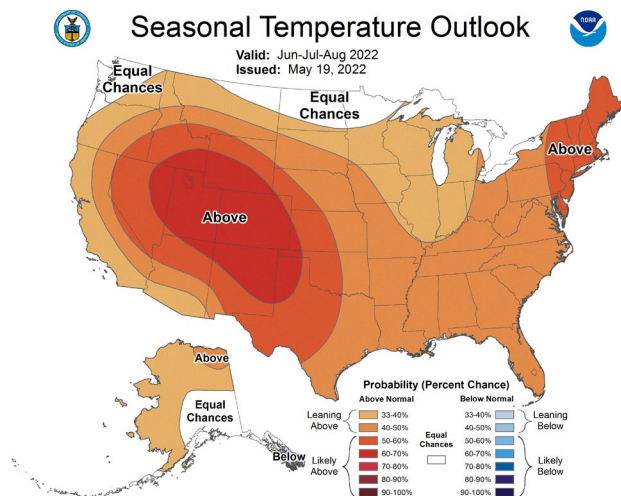 Seasonal Temperature Outlook
NOAA
Valid: Jun-Jul-Aug 2022
Issued: May 19, 2022
Equal
Chances
Equal
Chances
Above
Above
Above
Equal
Chances
Below
Probability (Percent Chance)
Above Normal
Below Normal
Leaning
Above
33-40%
40-50%
Likely
Above
50-60%
60-70%
70-80%
80-90%
90-100%
Equal
Chances
33-40%
40-50%
Leaning
Below
50-60%
60-70%
70-80%
80-90%
90-100%
Likely
Below